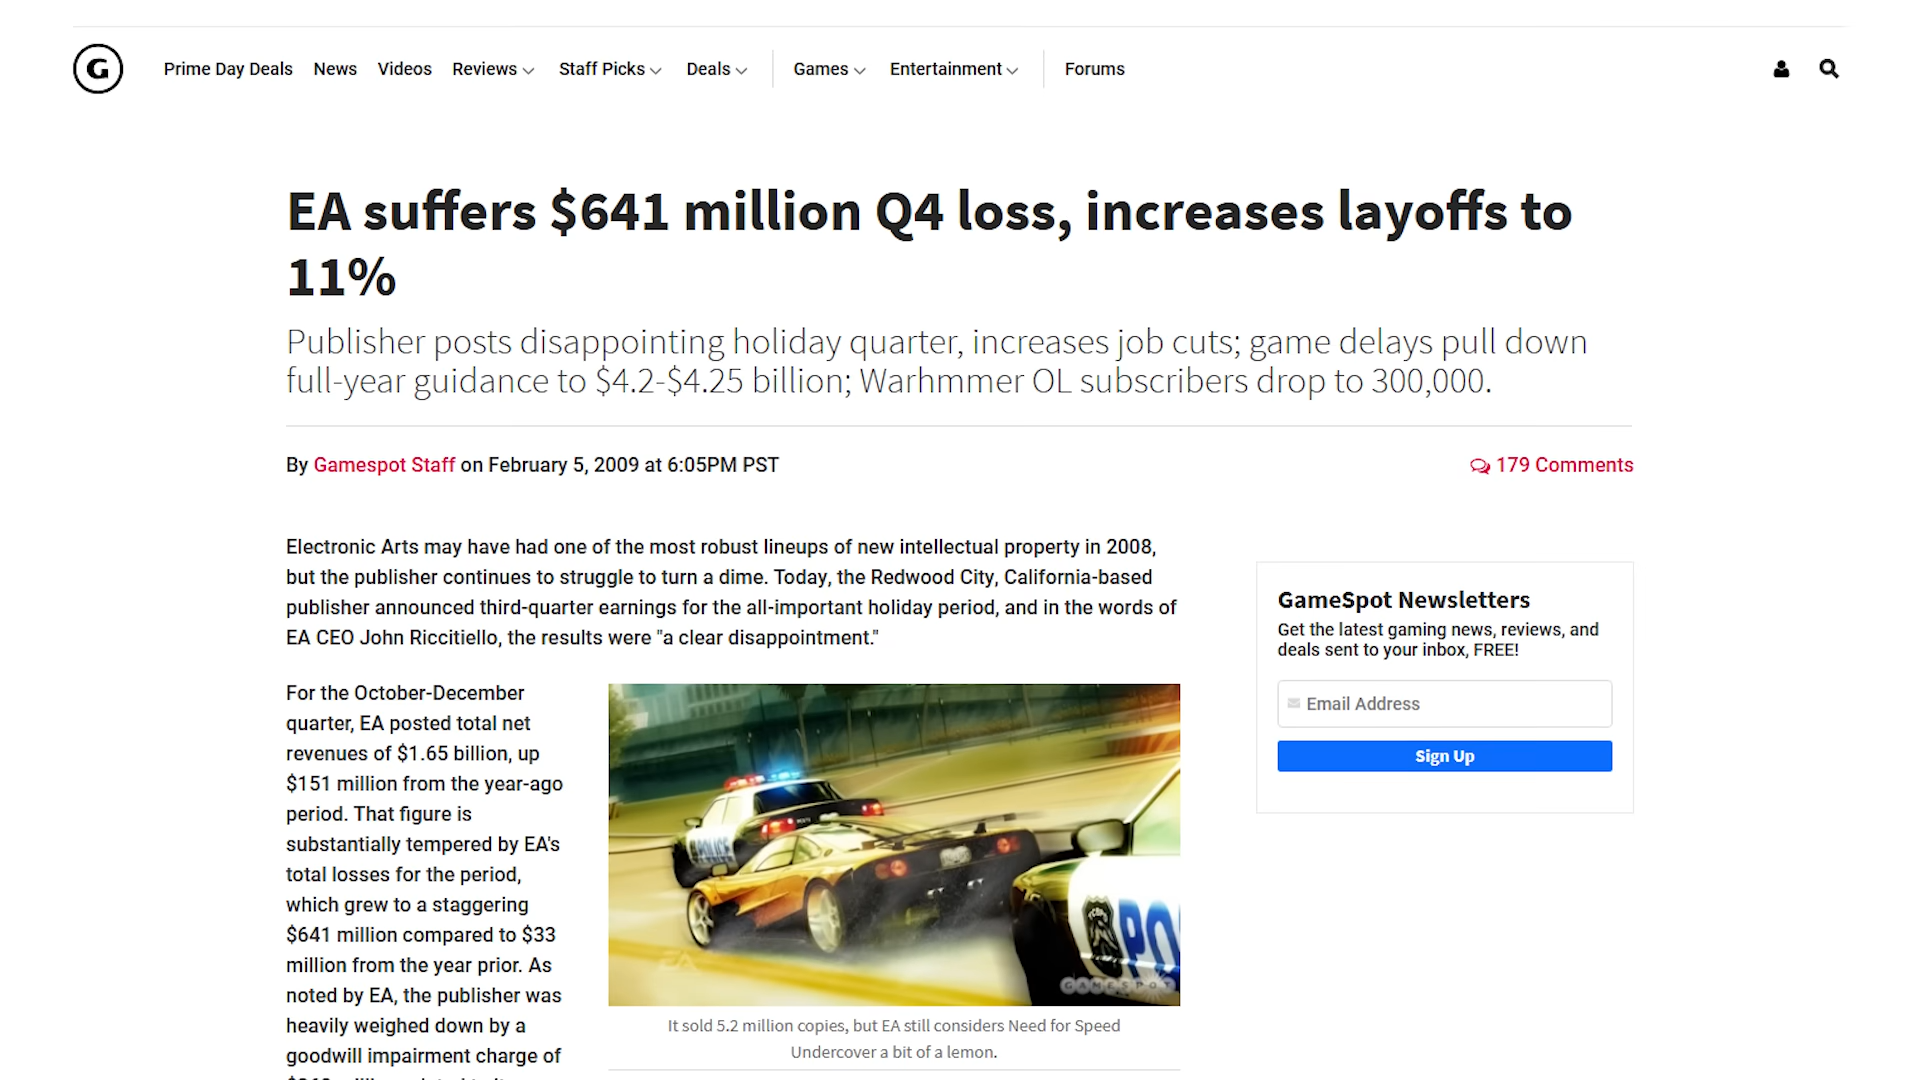 G
Prime Day Deals News Videos Reviews Staff Picks Deals Games Entertainment Forums
EA suffers $641 million Q4 loss, increases layoffs to
11%
Publisher posts disappointing holiday quarter, increases job cuts; game delays pull down
full-year guidance to $4.2-$4.25 billion; Warhmmer OL subscribers drop to 300,000.
By Gamespot Staff on February 5, 2009 at 6:05PM PST
179 Comments
Electronic Arts may have had one of the most robust lineups of new intellectual property in 2008,
but the publisher continues to struggle to turn a dime. Today, the Redwood City, California-based
publisher announced third-quarter earnings for the all-important holiday period, and in the words of
EA CEO John Riccitiello, the results were "a clear disappointment."
For the October-December
quarter, EA posted total net
revenues of $1.65 billion, up
$151 million from the year-ago
period. That figure is
substantially tempered by EA's
total losses for the period,
which grew to a staggering
$641 million compared to $33
million from the year prior. As
noted by EA, the publisher was
heavily weighed down by a
goodwill impairment charge of
POLICE
PO
EA
GAMESPOT
It sold 5.2 million copies, but EA still considers Need for Speed
Undercover a bit of a lemon.
GameSpot Newsletters
Get the latest gaming news, reviews, and
deals sent to your inbox, FREE!
Email Address
Sign Up